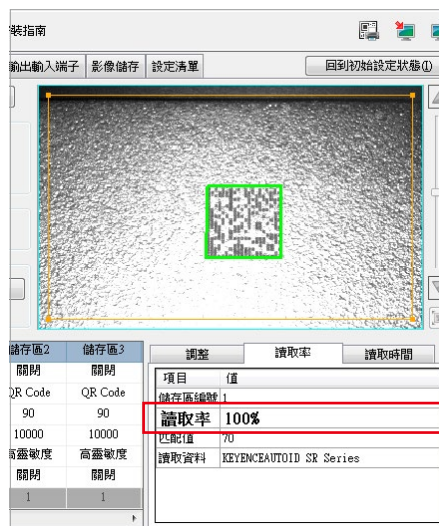 裝指南
輸出輸入端子 影像儲存 設定清單 回到初始設定狀態(I)
儲存區2 儲存區3
關閉 關閉
QR Code QR Code
90 90
10000 10000
高靈敏度 高靈敏度
關閉 關閉
1 1
調整 讀取率 讀取時間
項目 值
儲存區編號 1
讀取率 100%
匹配值 70
讀取資料 KEYENCEAUTOID SR Series